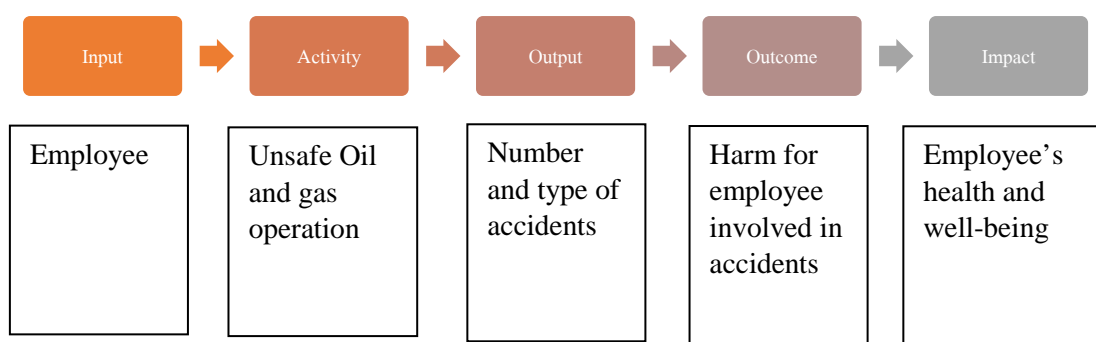 Input
Activity
Output
Outcome
Impact
Employee
Unsafe Oil
and gas
operation
Number
and type of
accidents
Harm for
employee
involved in
accidents
Employee’s
health and
well-being